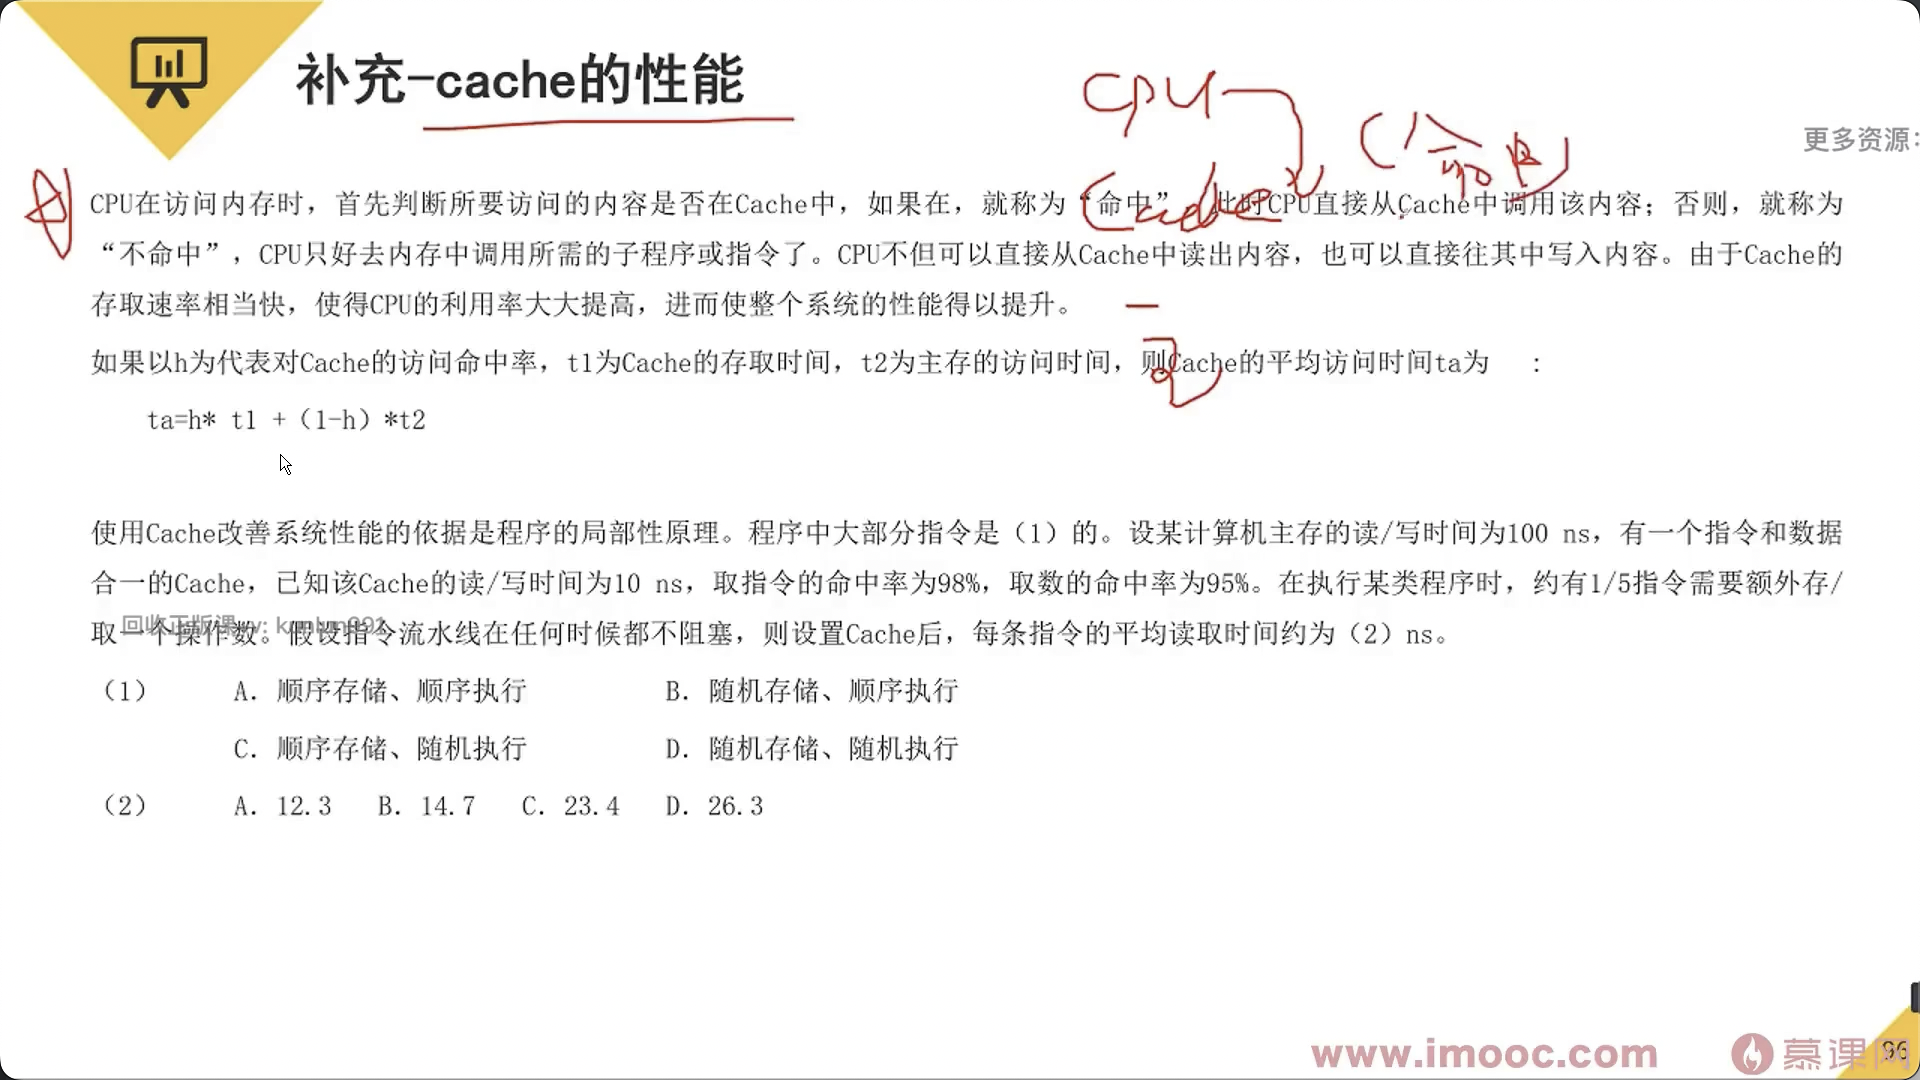 补充-cache的性能
CPU
(命中)
更多资源:
Cache
CPU在访问内存时，首先判断所要访问的内容是否在Cache中，如果在，就称为“命中”，此时CPU直接从Cache中调用该内容；否则，就称为
“不命中”，CPU只好去内存中调用所需的子程序或指令了。CPU不但可以直接从Cache中读出内容，也可以直接往其中写入内容。由于Cache的
存取速率相当快，使得CPU的利用率大大提高，进而使整个系统的性能得以提升。
如果以h为代表对Cache的访问命中率，t1为Cache的存取时间，t2为主存的访问时间，则Cache的平均访问时间ta为 :
ta=h* t1 +（1-h）*t2
使用Cache改善系统性能的依据是程序的局部性原理。程序中大部分指令是（1）的。设某计算机主存的读/写时间为100 ns，有一个指令和数据
合一的Cache，已知该Cache的读/写时间为10 ns，取指令的命中率为98%，取数的命中率为95%。在执行某类程序时，约有1/5指令需要额外存/
取一个操作数。假设指令流水线在任何时候都不阻塞，则设置Cache后，每条指令的平均读取时间约为（2）ns。
回收正版课
（1） A. 顺序存储、顺序执行 B. 随机存储、顺序执行
C. 顺序存储、随机执行 D. 随机存储、随机执行
（2） A. 12.3 B. 14.7 C. 23.4 D. 26.3
www.imooc.com 慕课网
96